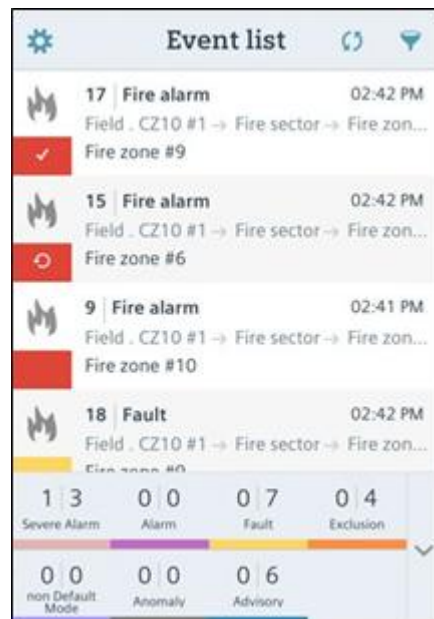 Event list
17 Fire alarm 02:42 PM
Field . CZ10 #1 → Fire sector → Fire zon...
Fire zone #9
15 Fire alarm 02:42 PM
Field . CZ10 #1 → Fire sector → Fire zon...
Fire zone #6
9 Fire alarm 02:41 PM
Field . CZ10 #1 → Fire sector → Fire zon...
Fire zone #10
18 Fault 02:42 PM
Field . CZ10 #1 → Fire sector → Fire zon...
Fire zone
1 3 0 0 0 7 0 4
Severe Alarm Alarm Fault Exclusion
0 0 0 0 0 6
non Default Mode Anomaly Advisory